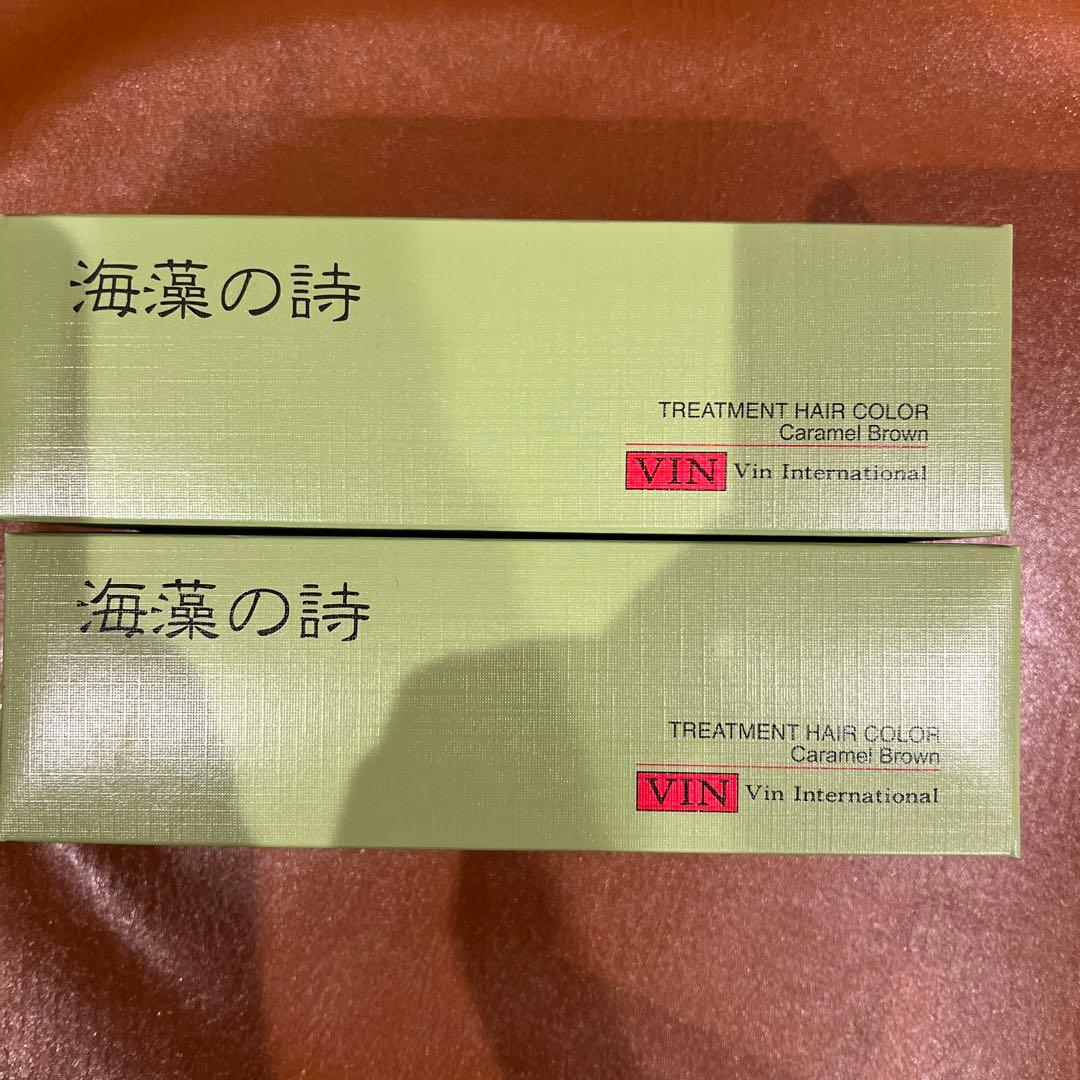 海藻の詩
TREATMENT HAIR COLOR
Caramel Brown
VIN Vin International
海藻の詩
TREATMENT HAIR COLOR
Caramel Brown
VIN Vin International